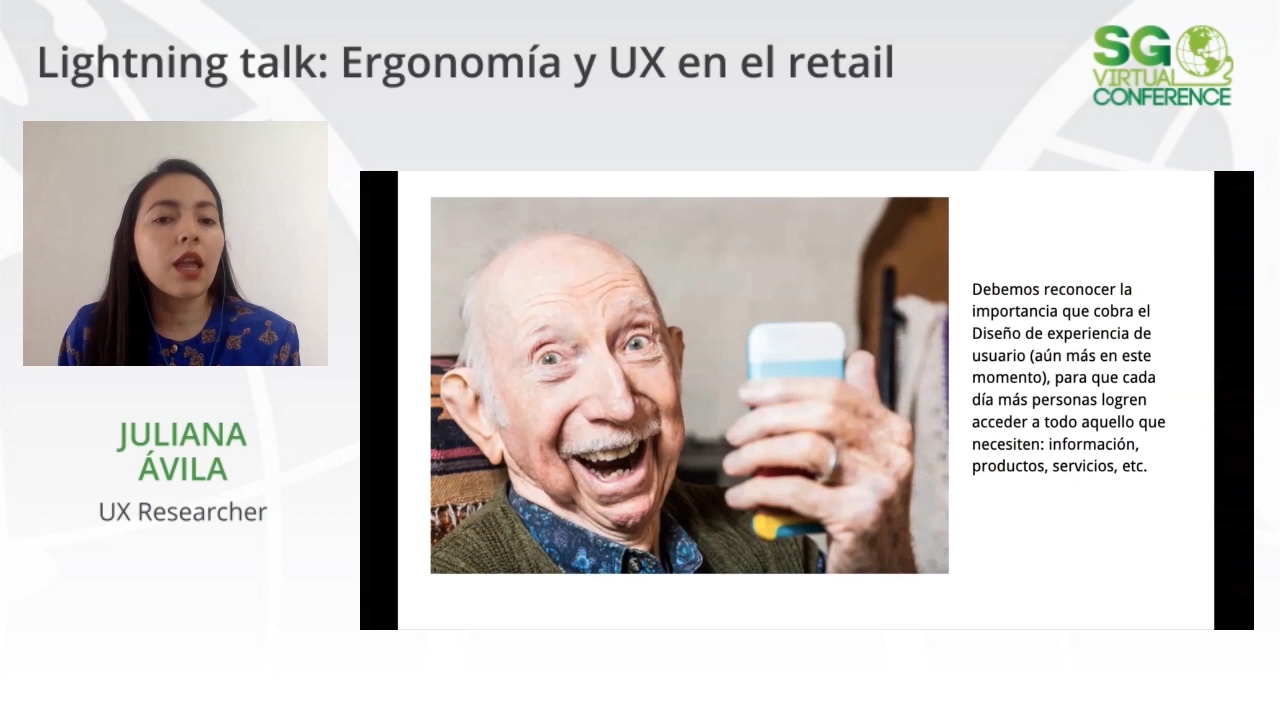 Lightning talk: Ergonomía y UX en el retail
SG
VIRTUAL
CONFERENCE
JULIANA
ÁVILA
UX Researcher
Debemos reconocer la
importancia que cobra el
Diseño de experiencia de
usuario (aún más en este
momento), para que cada
día más personas logren
acceder a todo aquello que
necesiten: información,
productos, servicios, etc.